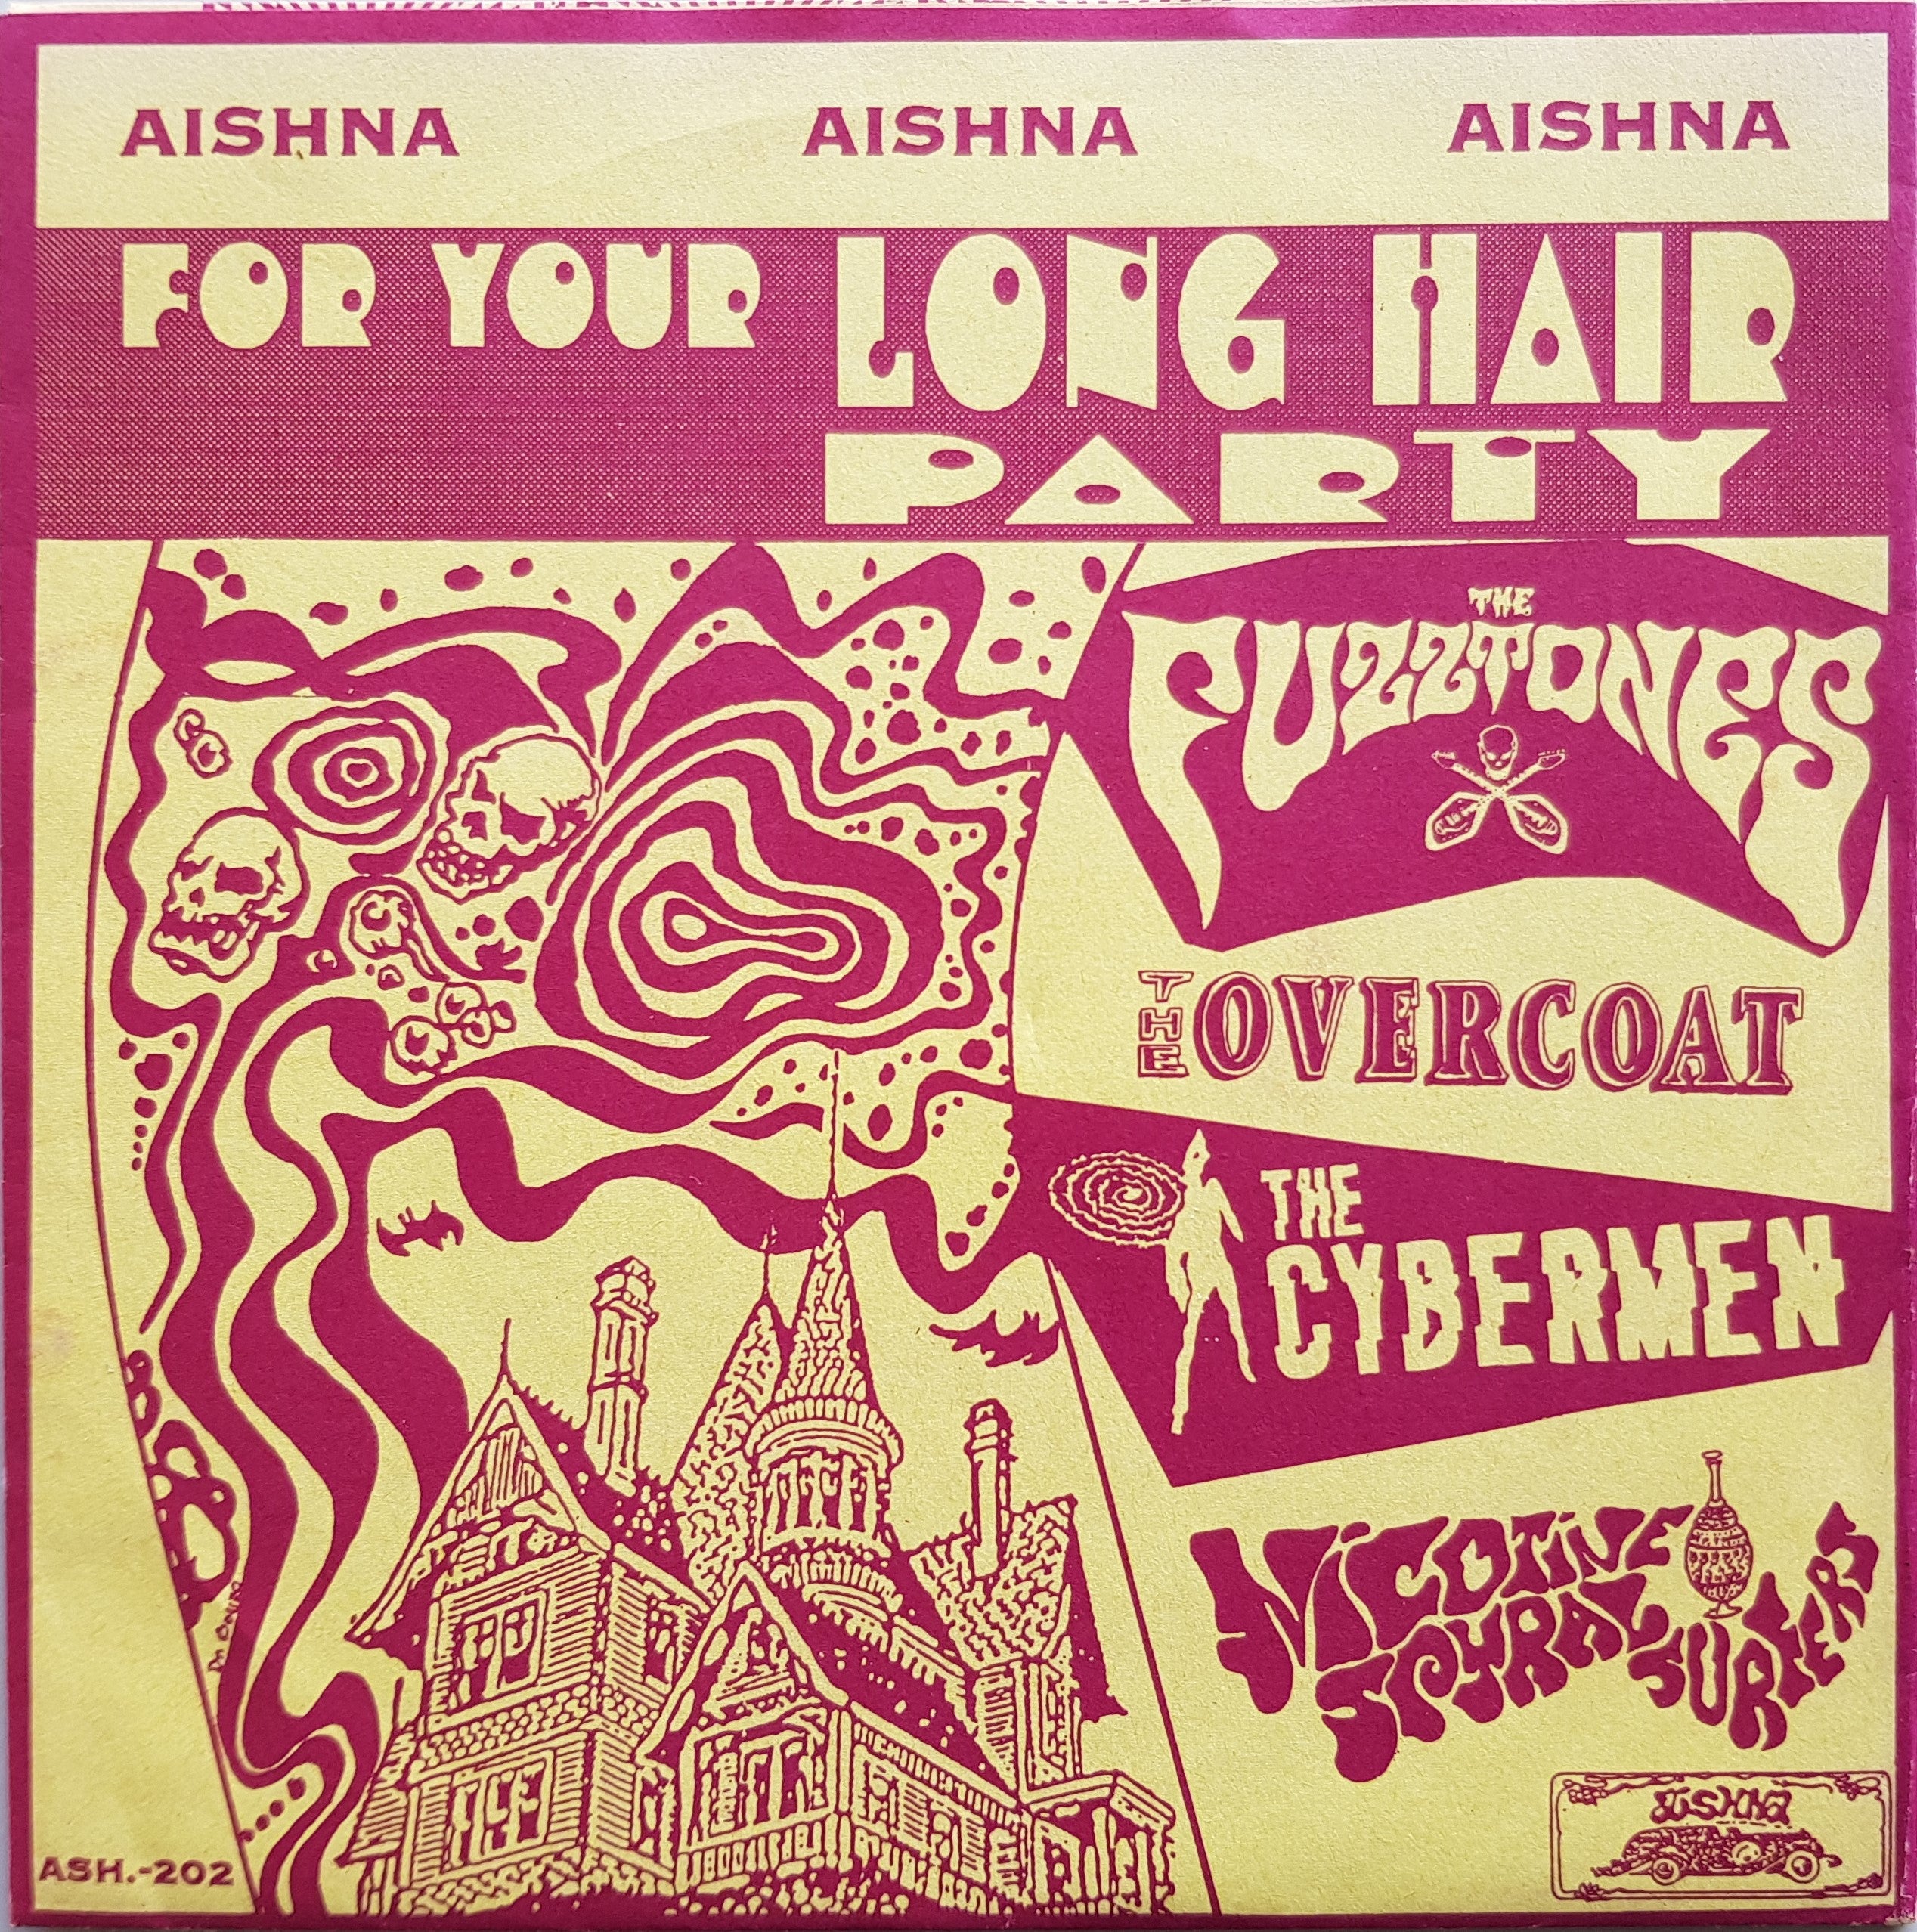 AISHNA AISHNA AISHNA
FOR YOUR LONG HAIR
PARTY
THE
FUZZTONES
THE OVERCOAT
THE
CYBERMEN
NICOTINE
SPYRAL
SURFERS
AISHNA
ASH.-202